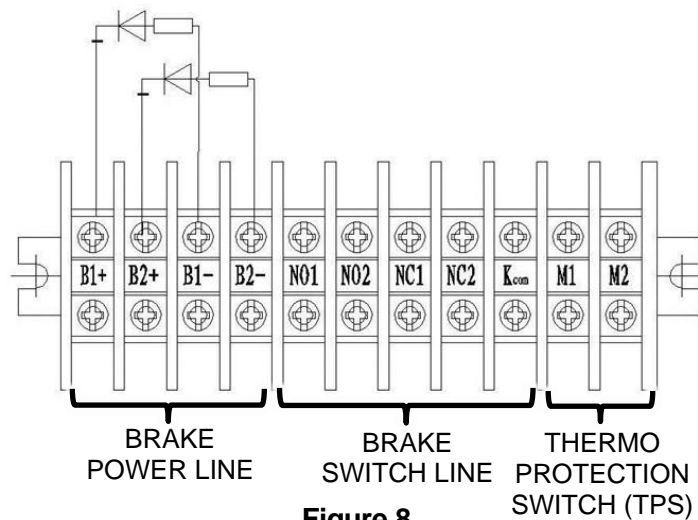 B1+ B2+ B1- B2- NO1 NO2 NC1 NC2 Kcom M1 M2
BRAKE
POWER LINE
BRAKE
SWITCH LINE
THERMO
PROTECTION
SWITCH (TPS)
Figure 8